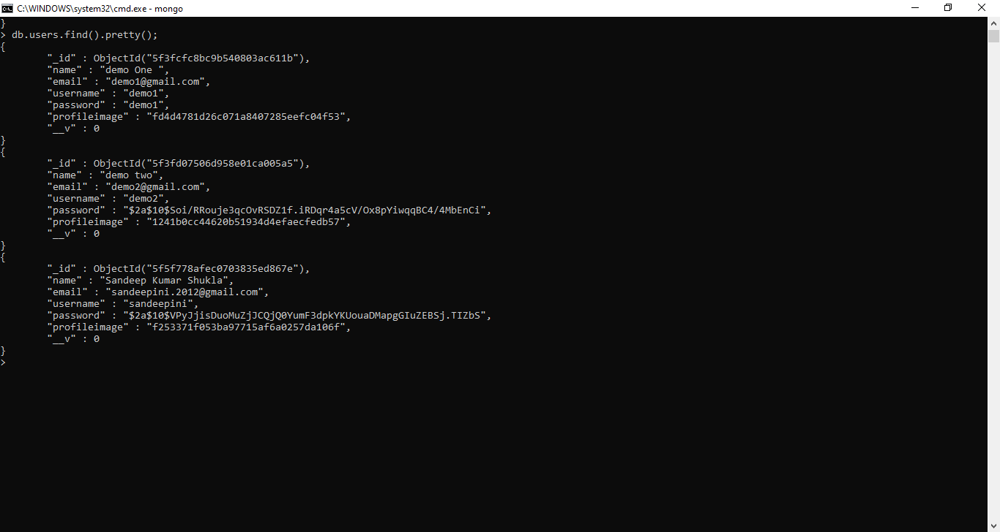 C:\WINDOWS\system32\cmd.exe - mongo
}
> db.users.find().pretty();
{
        "_id" : ObjectId("5f3fcfc8bc9b540803ac611b"),
        "name" : "demo One ",
        "email" : "demo1@gmail.com",
        "username" : "demo1",
        "password" : "demo1",
        "profileimage" : "fd4d4781d26c071a8407285eefc04f53",
        "__v" : 0
}
{
        "_id" : ObjectId("5f3fd07506d958e01ca005a5"),
        "name" : "demo two",
        "email" : "demo2@gmail.com",
        "username" : "demo2",
        "password" : "$2a$10$Soi/RRouje3qcOvRSDZ1f.iRDqr4a5cV/Ox8pYiwqqBC4/4MbEnCi",
        "profileimage" : "1241b0cc44620b51934d4efaecfedb57",
        "__v" : 0
}
{
        "_id" : ObjectId("5f5f778afec0703835ed867e"),
        "name" : "Sandeep Kumar Shukla",
        "email" : "sandeepini.2012@gmail.com",
        "username" : "sandeepini",
        "password" : "$2a$10$VPyJjisDuoMuZjJCQjQ0YumF3dpkYKUouaDMapgGIuZEBSj.TIZbS",
        "profileimage" : "f253371f053ba97715af6a0257da106f",
        "__v" : 0
}
>